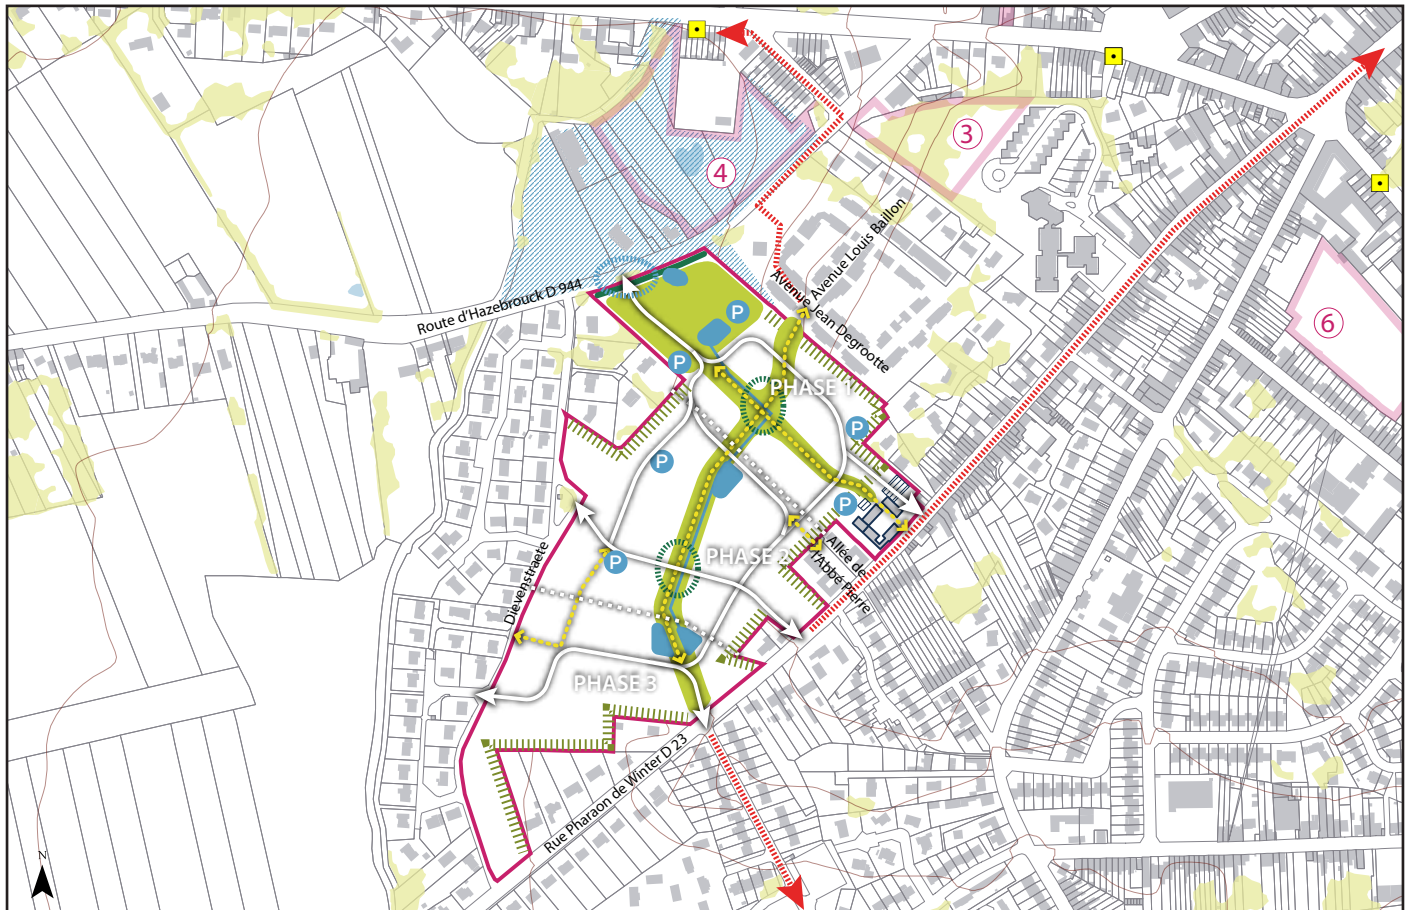 4
3
6
Route d'Hazebrouck D 944
Avenue Louis Baillon
Avenue Jean Degrootte
P
P
PHASE 1
P
P
P
PHASE 2
Allée de
l'Abbé Pierre
P
Dievenstraete
PHASE 3
Rue Pharaon de Winter D 23
N